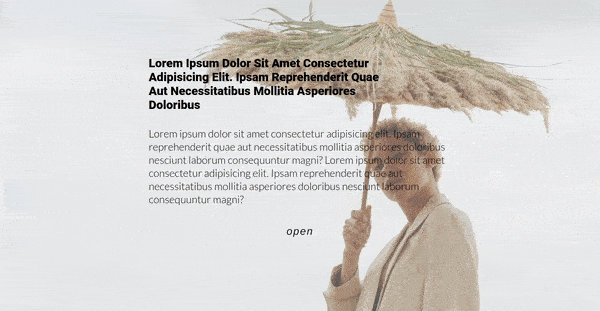 Lorem Ipsum Dolor Sit Amet Consectetur
Adipisicing Elit. Ipsam Reprehenderit Quae
Aut Necessitatibus Mollitia Asperiores
Doloribus
Lorem ipsum dolor sit amet consectetur adipisicing elit. Ipsam
reprehenderit quae aut necessitatibus mollitia asperiores doloribus
nesciunt laborum consequuntur magni? Lorem ipsum dolor sit amet
consectetur adipisicing elit. Ipsam reprehenderit quae aut
necessitatibus mollitia asperiores doloribus nesciunt laborum
consequuntur magni?
open